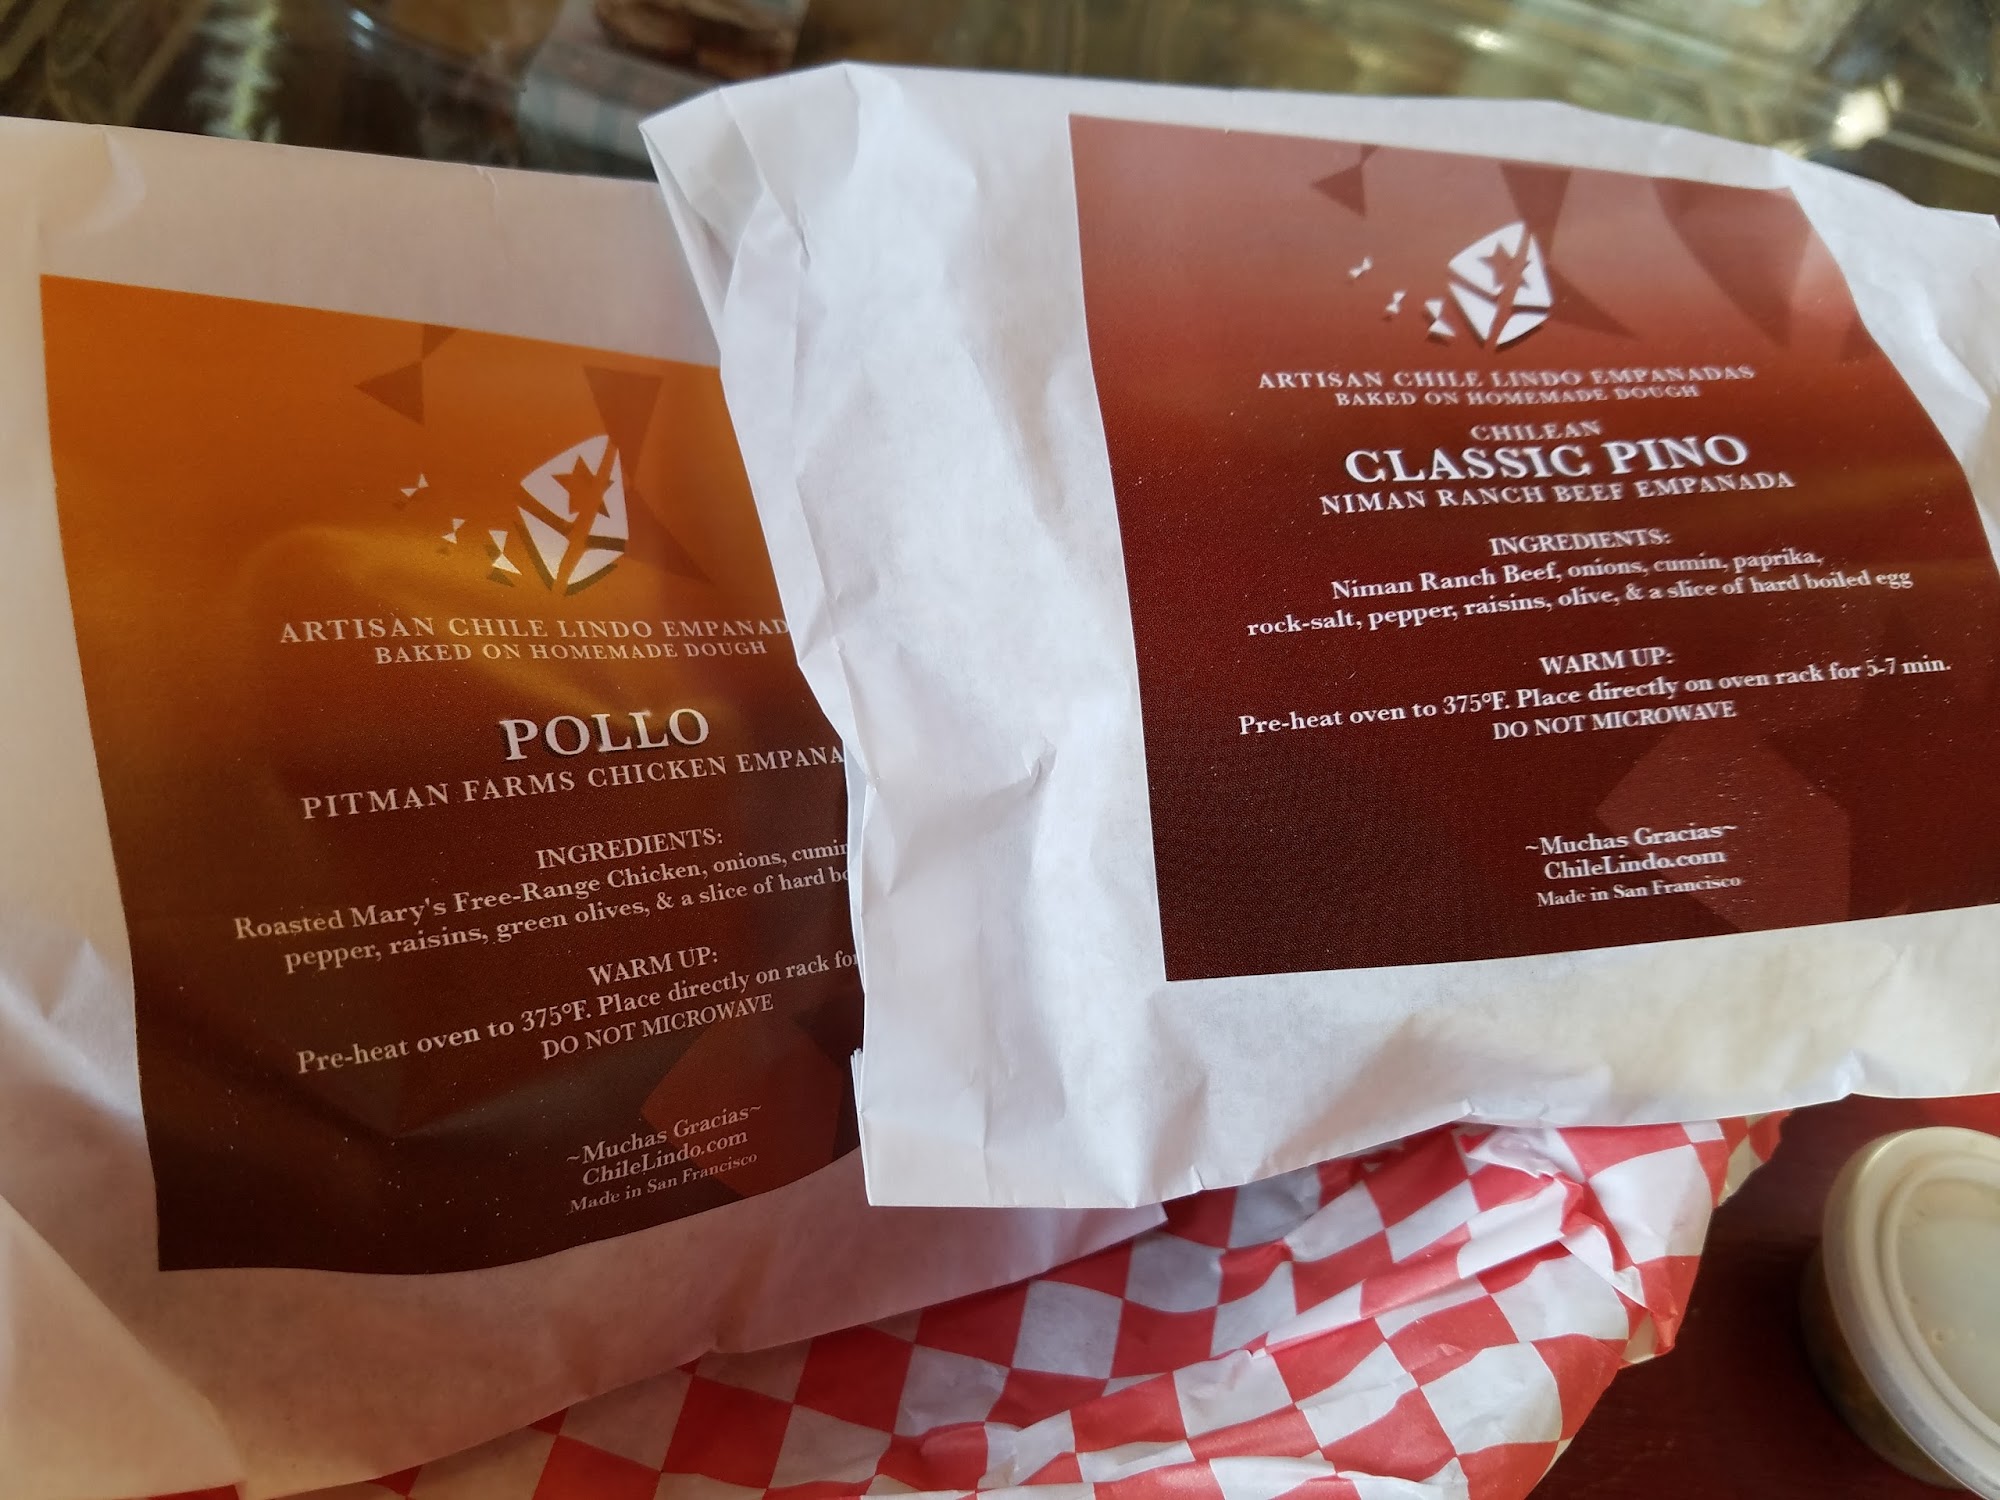 ARTISAN CHILE LINDO
BAKED ON HOMEMADE DOUGH
POLLO
PITMAN FARMS CHICKEN
INGREDIENTS:
Roasted Mary's Free-Range Chicken, onions,
pepper, raisins, green olives, & a slice of hard
WARM UP:
Pre-heat oven to 375°F. Place directly on rack for
DO NOT MICROWAVE
~Muchas Gracias~
ChileLindo.com
Made in San Francisco
ARTISAN CHILE LINDO EMPANADAS
BAKED ON HOMEMADE DOUGH
CHILEAN
CLASSIC PINO
NIMAN RANCH BEEF EMPANADA
INGREDIENTS:
Niman Ranch Beef, onions, cumin, paprika,
rock-salt, pepper, raisins, olive, & a slice of hard boiled egg
WARM UP:
Pre-heat oven to 375°F. Place directly on oven rack for 5-7 min.
DO NOT MICROWAVE
~Muchas Gracias~
ChileLindo.com
Made in San Francisco